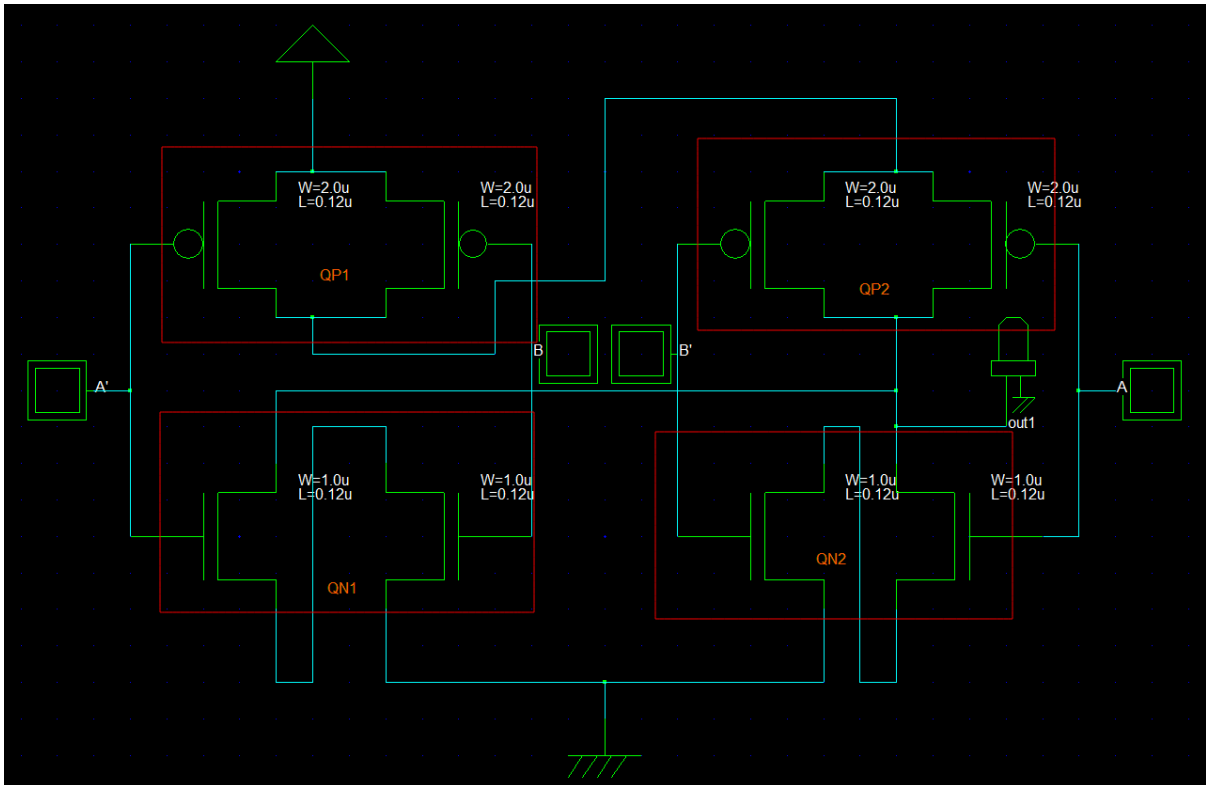 W=2.0u
L=0.12u
W=2.0u
L=0.12u
W=2.0u
L=0.12u
W=2.0u
L=0.12u
QP1
QP2
B
B'
A'
A
out1
W=1.0u
L=0.12u
W=1.0u
L=0.12u
W=1.0u
L=0.12u
W=1.0u
L=0.12u
QN1
QN2